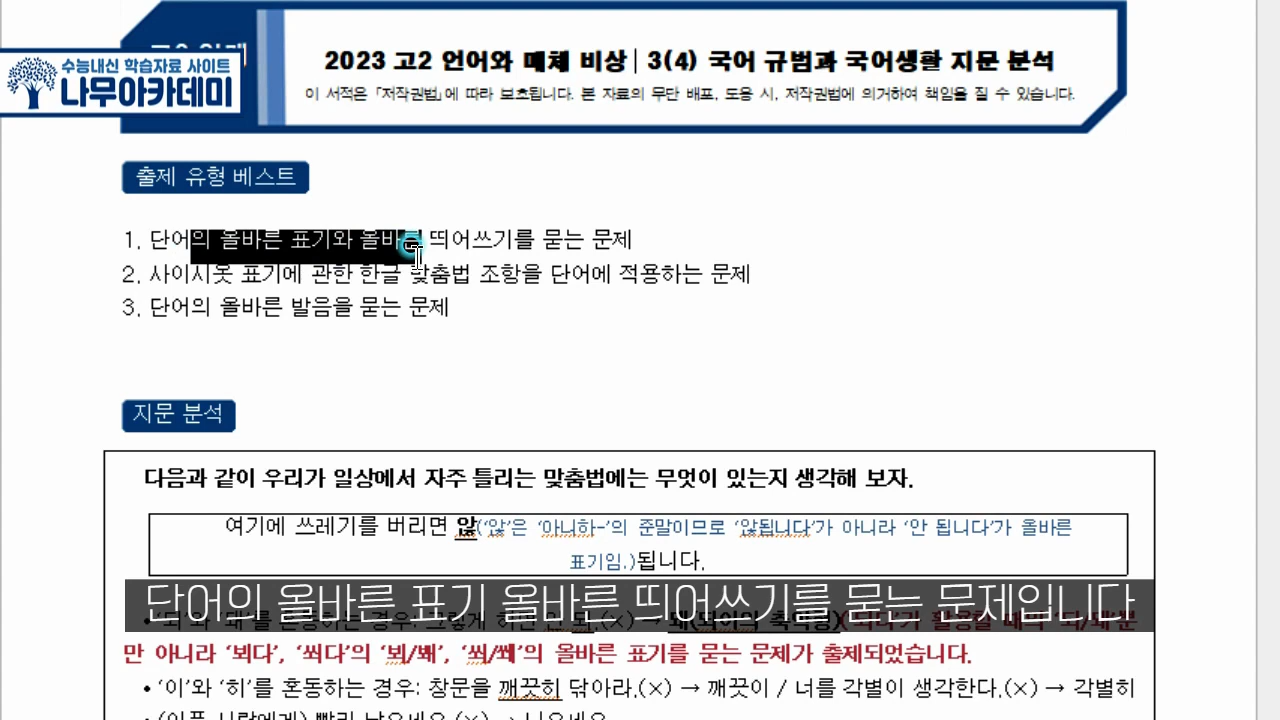 수능내신 학습자료 사이트
나무아카데미
2023 고2 언어와 매체 비상│3(4) 국어 규범과 국어생활 지문 분석
이 서적은 「저작권법」에 따라 보호됩니다. 본 자료의 무단 배포, 도용 시, 저작권법에 의거하여 책임을 질 수 있습니다.
출제 유형 베스트
1. 단어의 올바른 표기와 올바른 띄어쓰기를 묻는 문제
2. 사이시옷 표기에 관한 한글 맞춤법 조항을 단어에 적용하는 문제
3. 단어의 올바른 발음을 묻는 문제
지문 분석
다음과 같이 우리가 일상에서 자주 틀리는 맞춤법에는 무엇이 있는지 생각해 보자.
여기에 쓰레기를 버리면 않(‘않’은 ‘아니하-’의 준말이므로 ‘않됩니다’가 아니라 ‘안 됩니다’가 올바른
표기임.)됩니다.
단어의 올바른 표기 올바른 띄어쓰기를 묻는 문제입니다
만 아니라 ‘뵈다’, ‘쐬다’의 ‘뵈/봬’, ‘쐬/쐐’의 올바른 표기를 묻는 문제가 출제되었습니다.
• ‘이’와 ‘히’를 혼동하는 경우: 창문을 깨끗히 닦아라.(×) → 깨끗이 / 너를 각별이 생각한다.(×) → 각별히